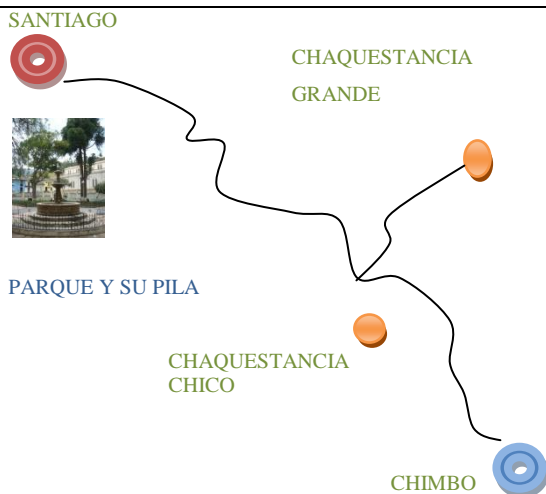 SANTIAGO
CHAQUESTANCIA
GRANDE
PARQUE Y SU PILA
CHAQUESTANCIA
CHICO
CHIMBO